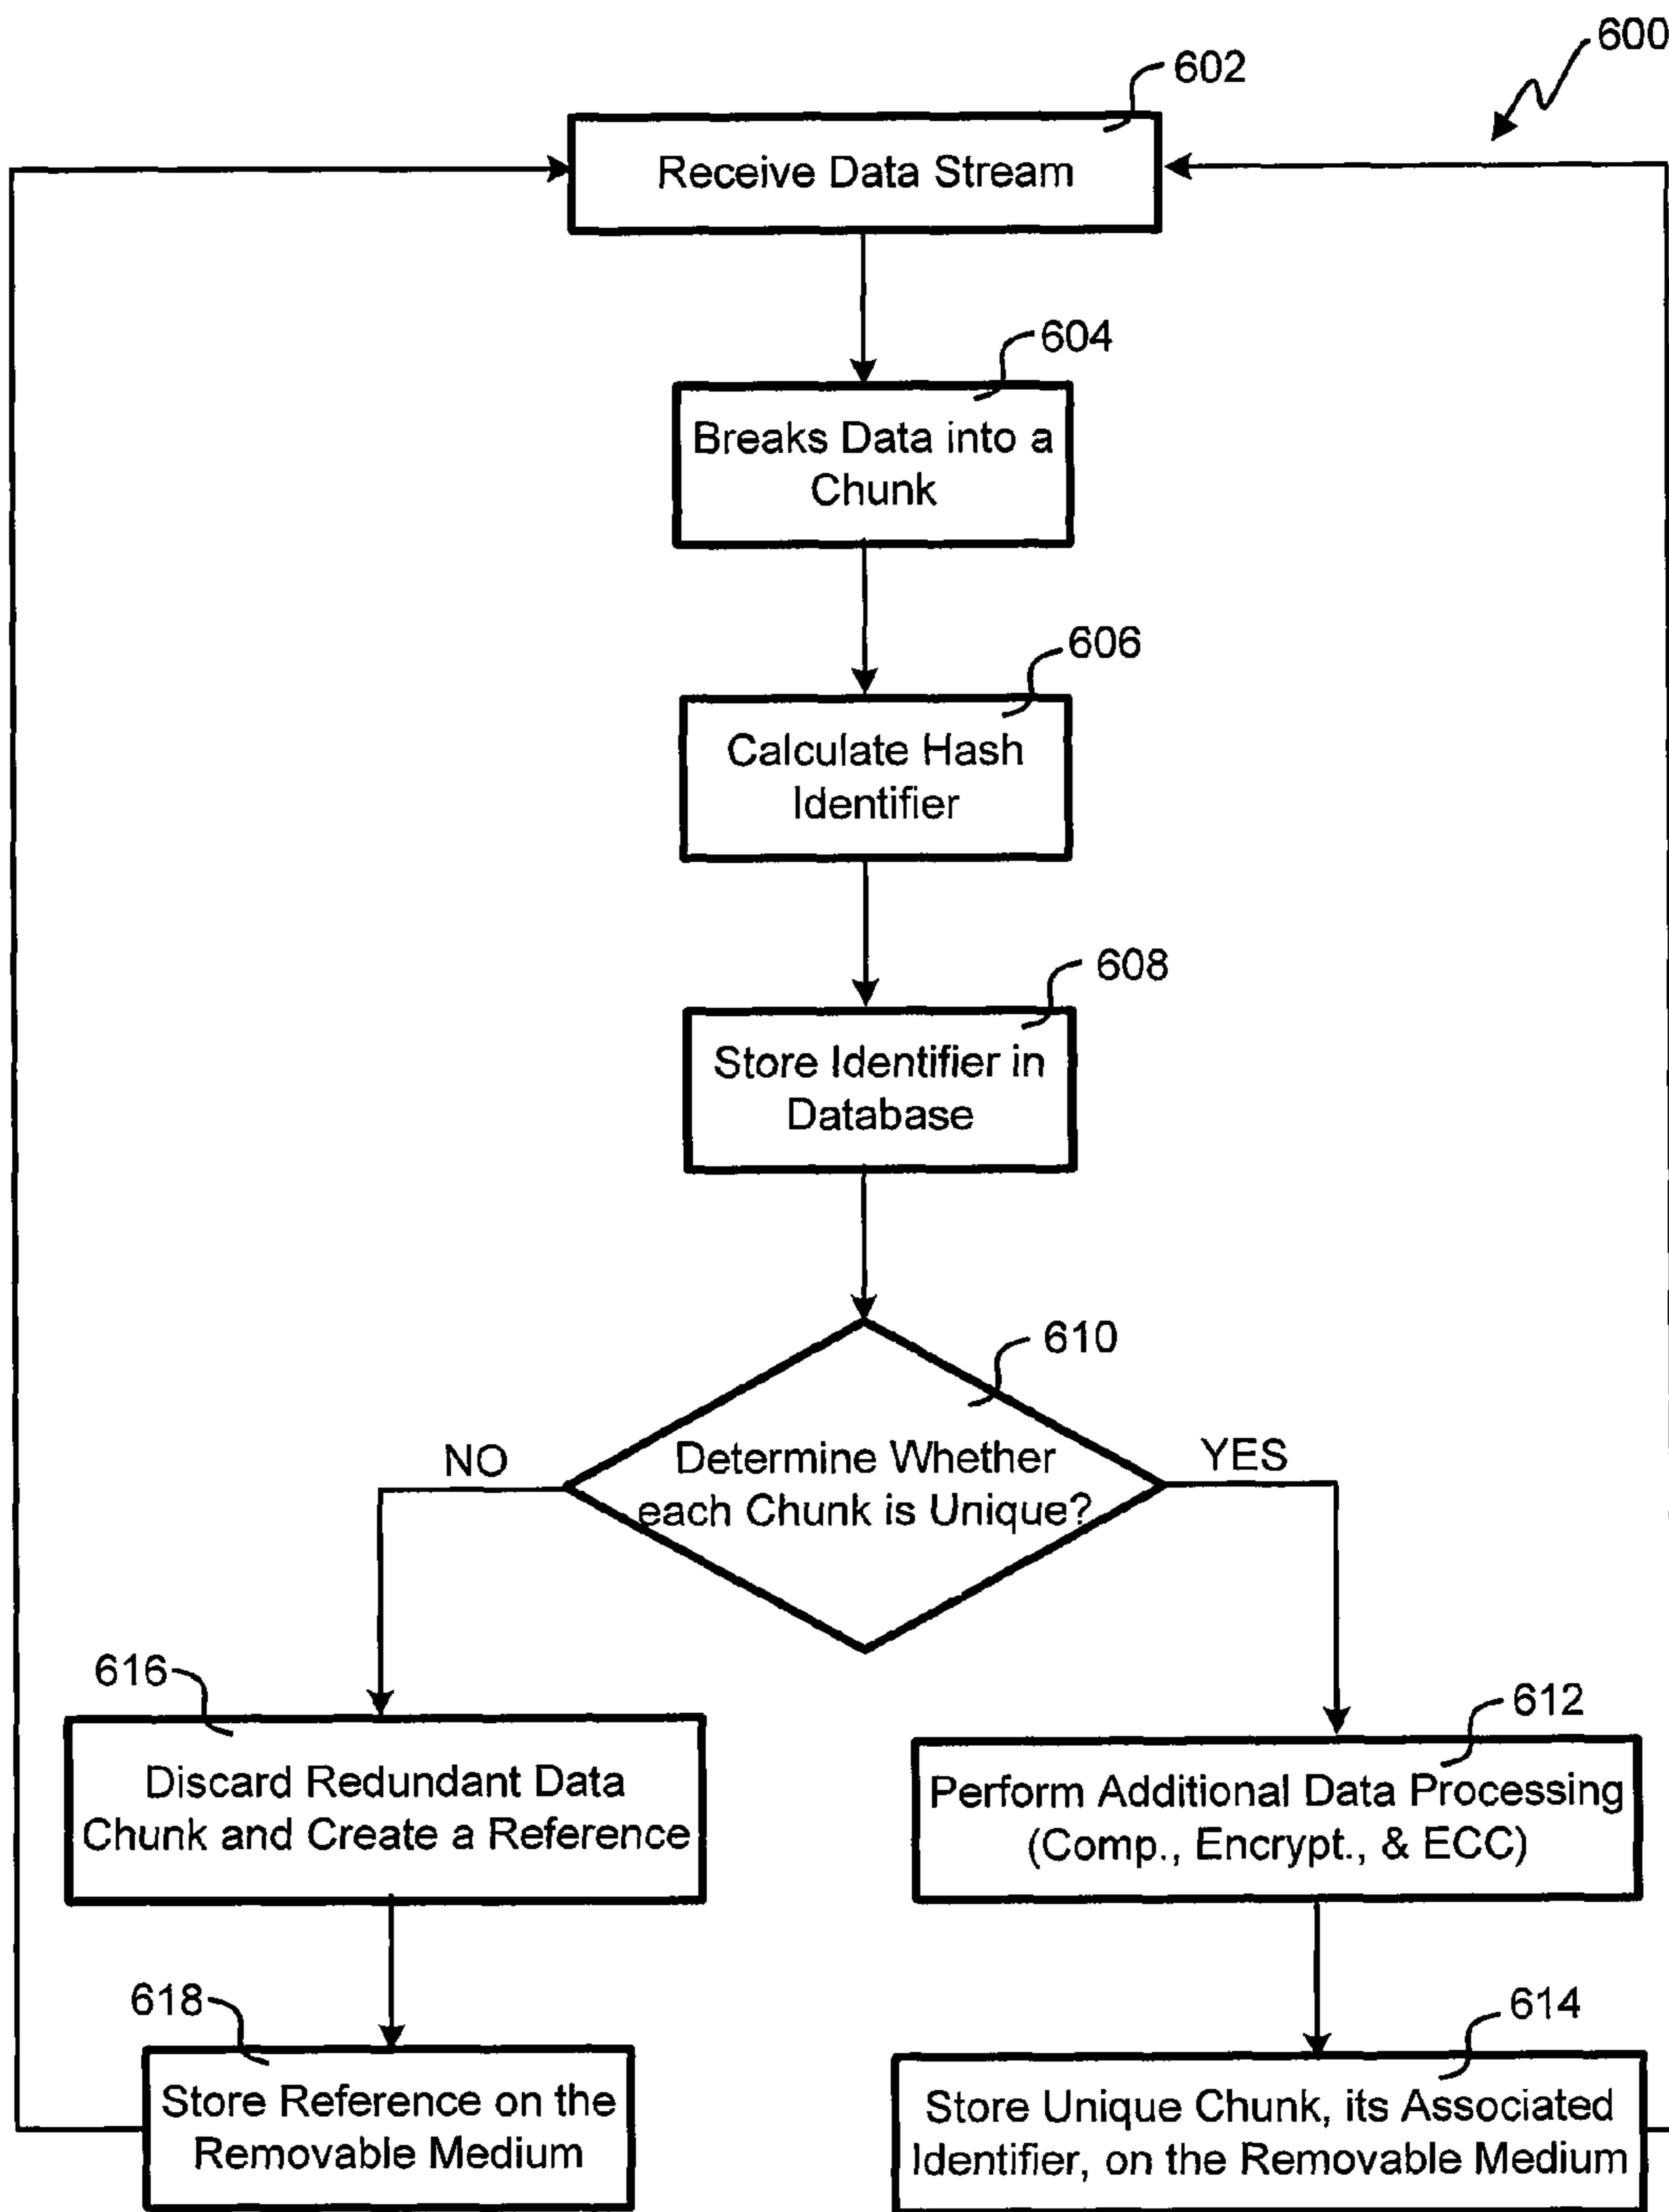 600
602
Receive Data Stream
604
Breaks Data into a
Chunk
606
Calculate Hash
Identifier
608
Store Identifier in
Database
610
NO
Determine Whether
each Chunk is Unique?
YES
616
Discard Redundant Data
Chunk and Create a Reference
612
Perform Additional Data Processing
(Comp., Encrypt., & ECC)
618
Store Reference on the
Removable Medium
614
Store Unique Chunk, its Associated
Identifier, on the Removable Medium